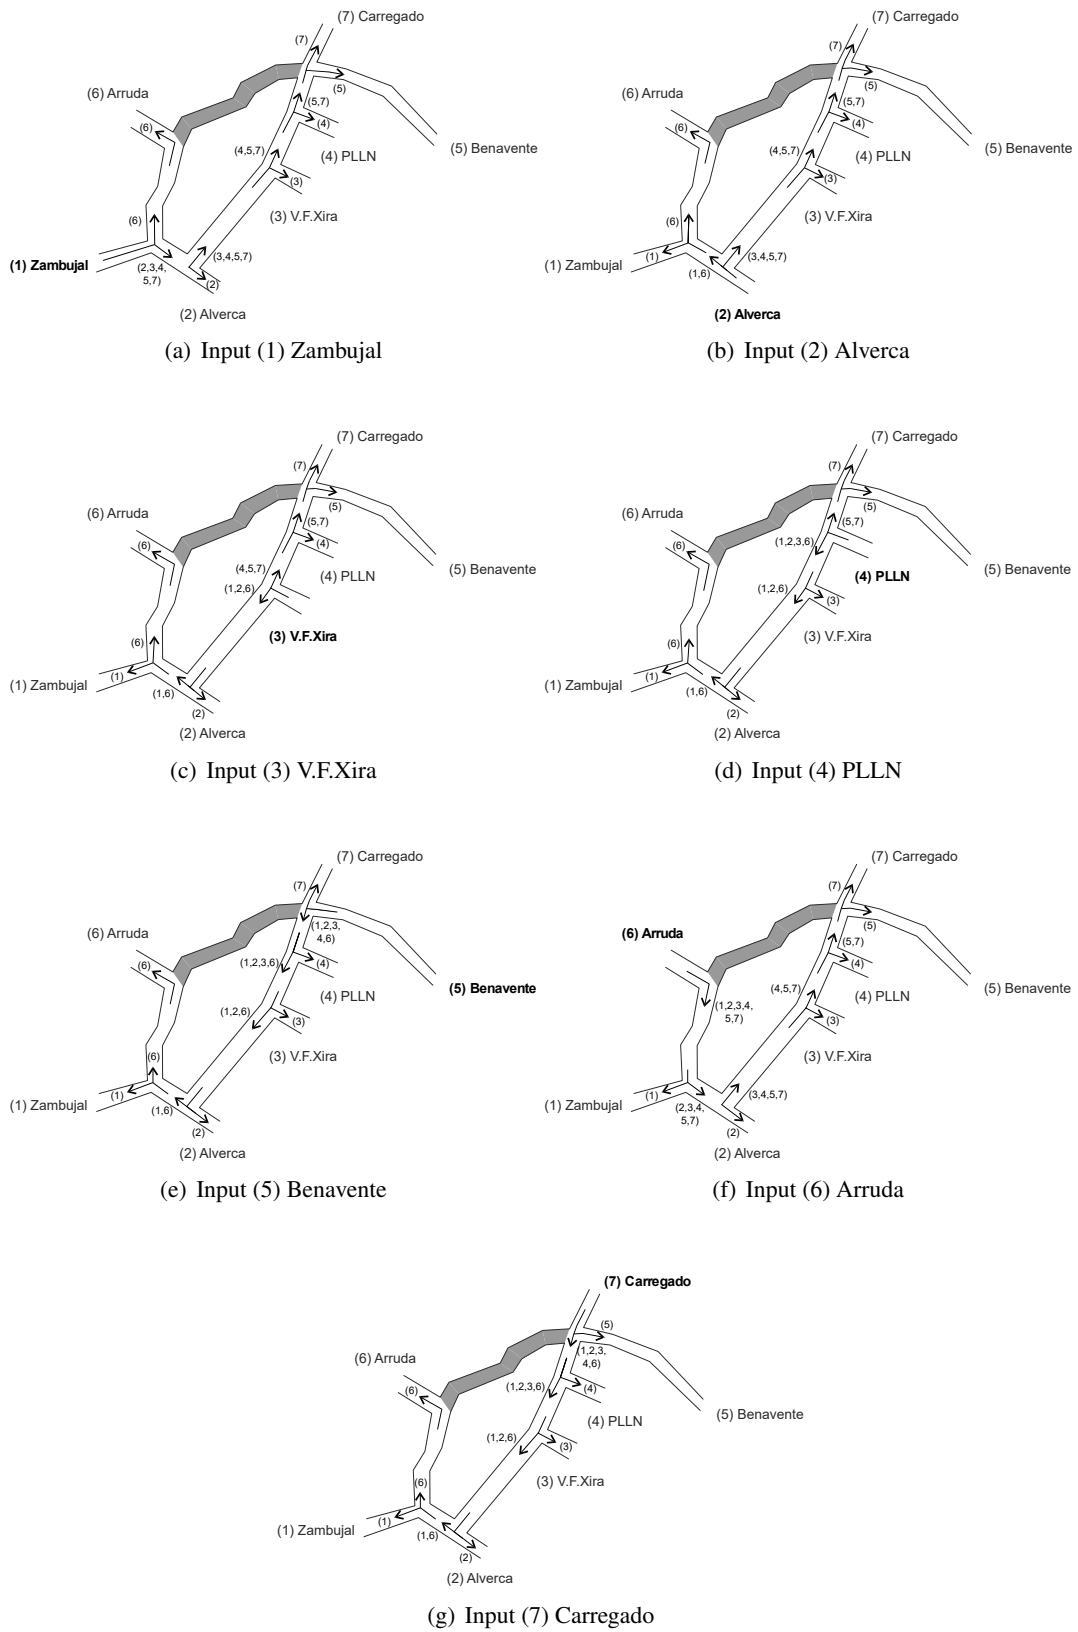 (7) Carregado
(7)
(6) Arruda
(5)
(5,7)
(6)
(4)
(4,5,7)
(4) PLLN
(5) Benavente
(3)
(3) V.F.Xira
(6)
(1) Zambujal
(3,4,5,7)
(2,3,4,
5,7)
(2)
(2) Alverca
(a) Input (1) Zambujal
(7) Carregado
(7)
(6) Arruda
(5)
(5,7)
(6)
(4)
(4,5,7)
(4) PLLN
(5) Benavente
(3)
(3) V.F.Xira
(6)
(1) Zambujal
(1)
(3,4,5,7)
(1,6)
(2) Alverca
(b) Input (2) Alverca
(7) Carregado
(7)
(6) Arruda
(5)
(5,7)
(6)
(4)
(4,5,7)
(4) PLLN
(5) Benavente
(1,2,6)
(3) V.F.Xira
(6)
(1) Zambujal
(1)
(1,6)
(2)
(2) Alverca
(c) Input (3) V.F.Xira
(7) Carregado
(7)
(6) Arruda
(5)
(5,7)
(1,2,3,6)
(6)
(4) PLLN
(5) Benavente
(1,2,6)
(3)
(3) V.F.Xira
(6)
(1) Zambujal
(1)
(1,6)
(2)
(2) Alverca
(d) Input (4) PLLN
(7) Carregado
(7)
(6) Arruda
(1,2,3,
4,6)
(1,2,3,6)
(6)
(4)
(4) PLLN
(5) Benavente
(1,2,6)
(3)
(3) V.F.Xira
(6)
(1) Zambujal
(1)
(1,6)
(2)
(2) Alverca
(e) Input (5) Benavente
(7) Carregado
(7)
(6) Arruda
(5)
(5,7)
(4)
(4,5,7)
(4) PLLN
(5) Benavente
(1,2,3,4,
5,7)
(3)
(3) V.F.Xira
(1) Zambujal
(1)
(3,4,5,7)
(2,3,4,
5,7)
(2)
(2) Alverca
(f) Input (6) Arruda
(7) Carregado
(5)
(1,2,3,
4,6)
(6) Arruda
(1,2,3,6)
(4)
(6)
(4) PLLN
(5) Benavente
(1,2,6)
(3)
(3) V.F.Xira
(6)
(1) Zambujal
(1)
(1,6)
(2)
(2) Alverca
(g) Input (7) Carregado